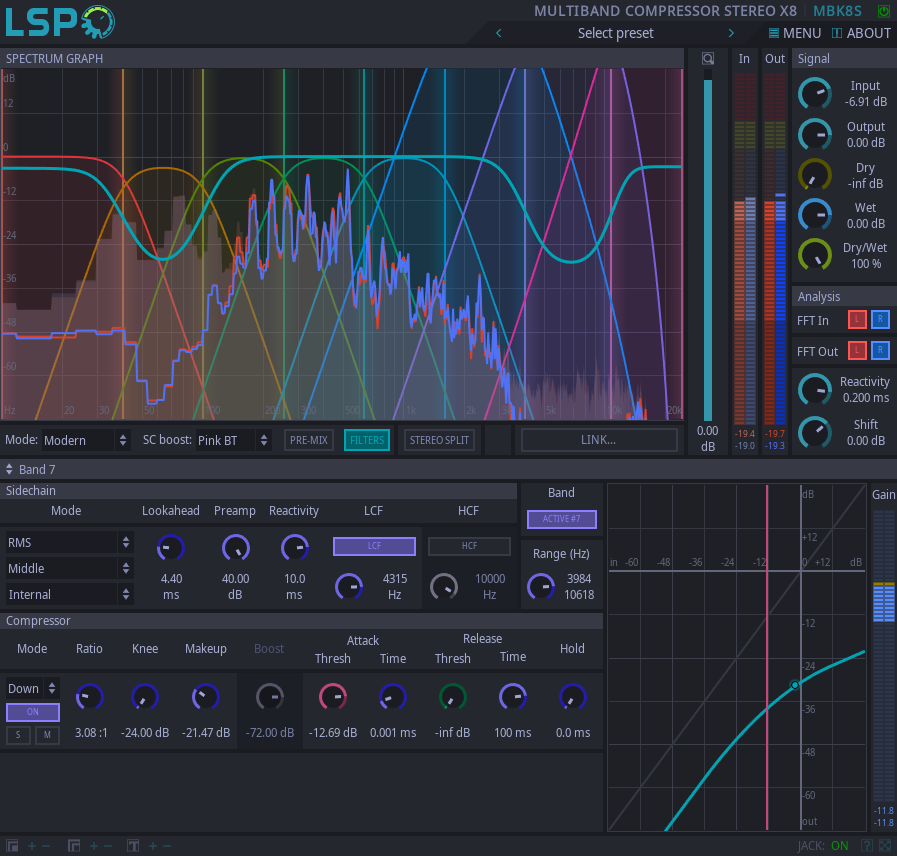 LSP
MULTIBAND COMPRESSOR STEREO X8 MBK8S
Select preset
MENU
ABOUT
SPECTRUM GRAPH
dB
12
0
-12
-24
-36
-48
-60
Hz 20 30 50 100 200 300 500 1k 2k 5k 10k 20k
0.00
dB
In Out
-19.4 -19.7
-19.0 -19.3
Signal
Input
-6.91 dB
Output
0.00 dB
Dry
-inf dB
Wet
0.00 dB
Dry/Wet
100 %
Analysis
FFT In L R
FFT Out L R
Reactivity
0.200 ms
Shift
0.00 dB
Mode: Modern SC boost: Pink BT PRE-MIX FILTERS STEREO SPLIT LINK...
Band 7
Sidechain
Mode Lookahead Preamp Reactivity LCF HCF
RMS
Middle
Internal
4.40
ms
40.00
dB
10.0
ms
LCF
4315
Hz
HCF
10000
Hz
Band
ACTIVE #7
Range (Hz)
3984
10618
Compressor
Mode Ratio Knee Makeup Boost Attack Release Hold
Thresh Time Thresh Time
Down
ON
S M
3.08 :1 -24.00 dB -21.47 dB -72.00 dB -12.69 dB 0.001 ms -inf dB 100 ms 0.0 ms
dB
+12
in -60 -48 -36 -24 -12 0 +12 dB
-12
-24
-36
-48
-60
out
Gain
-11.8
-11.8
JACK: ON